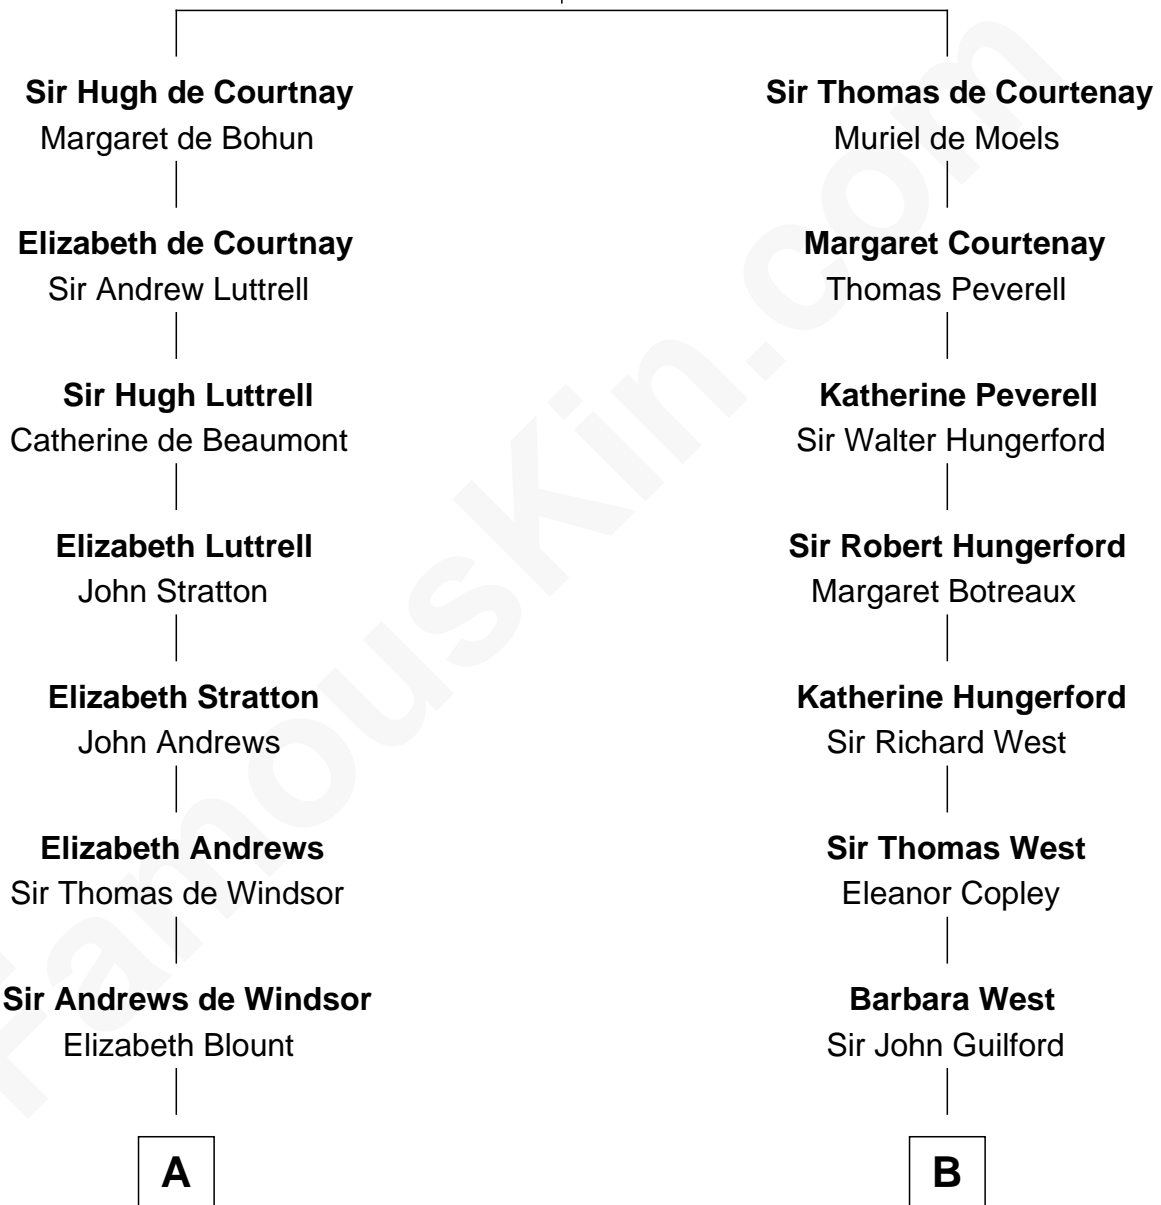 Sir Hugh de Courtnay
Margaret de Bohun
Elizabeth de Courtnay
Sir Andrew Luttrell
Sir Hugh Luttrell
Catherine de Beaumont
Elizabeth Luttrell
John Stratton
Elizabeth Stratton
John Andrews
Elizabeth Andrews
Sir Thomas de Windsor
Sir Andrews de Windsor
Elizabeth Blount
A
Sir Thomas de Courtenay
Muriel de Moels
Margaret Courtenay
Thomas Peverell
Katherine Peverell
Sir Walter Hungerford
Sir Robert Hungerford
Margaret Botreaux
Katherine Hungerford
Sir Richard West
Sir Thomas West
Eleanor Copley
Barbara West
Sir John Guilford
B
FamousKin.com